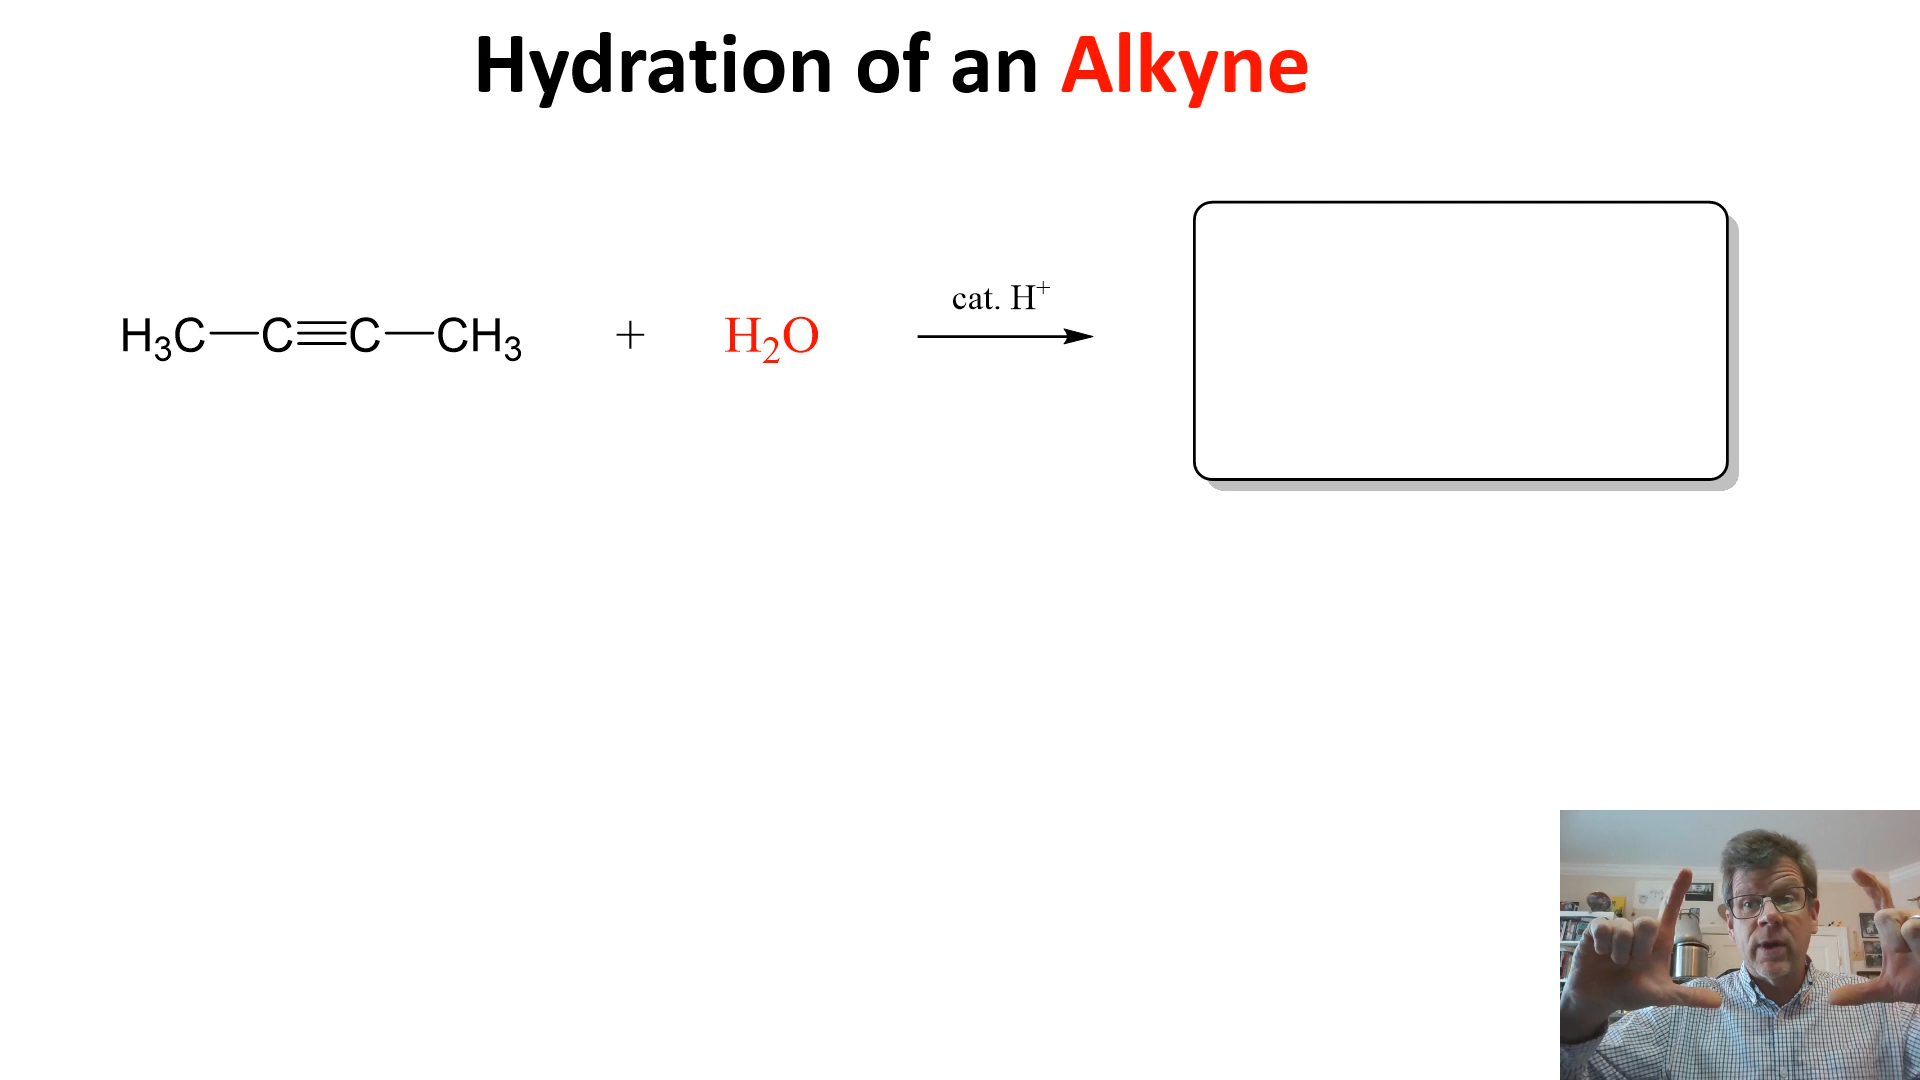 Hydration of an Alkyne
cat. H⁺
H₃C—C≡C—CH₃ + H₂O